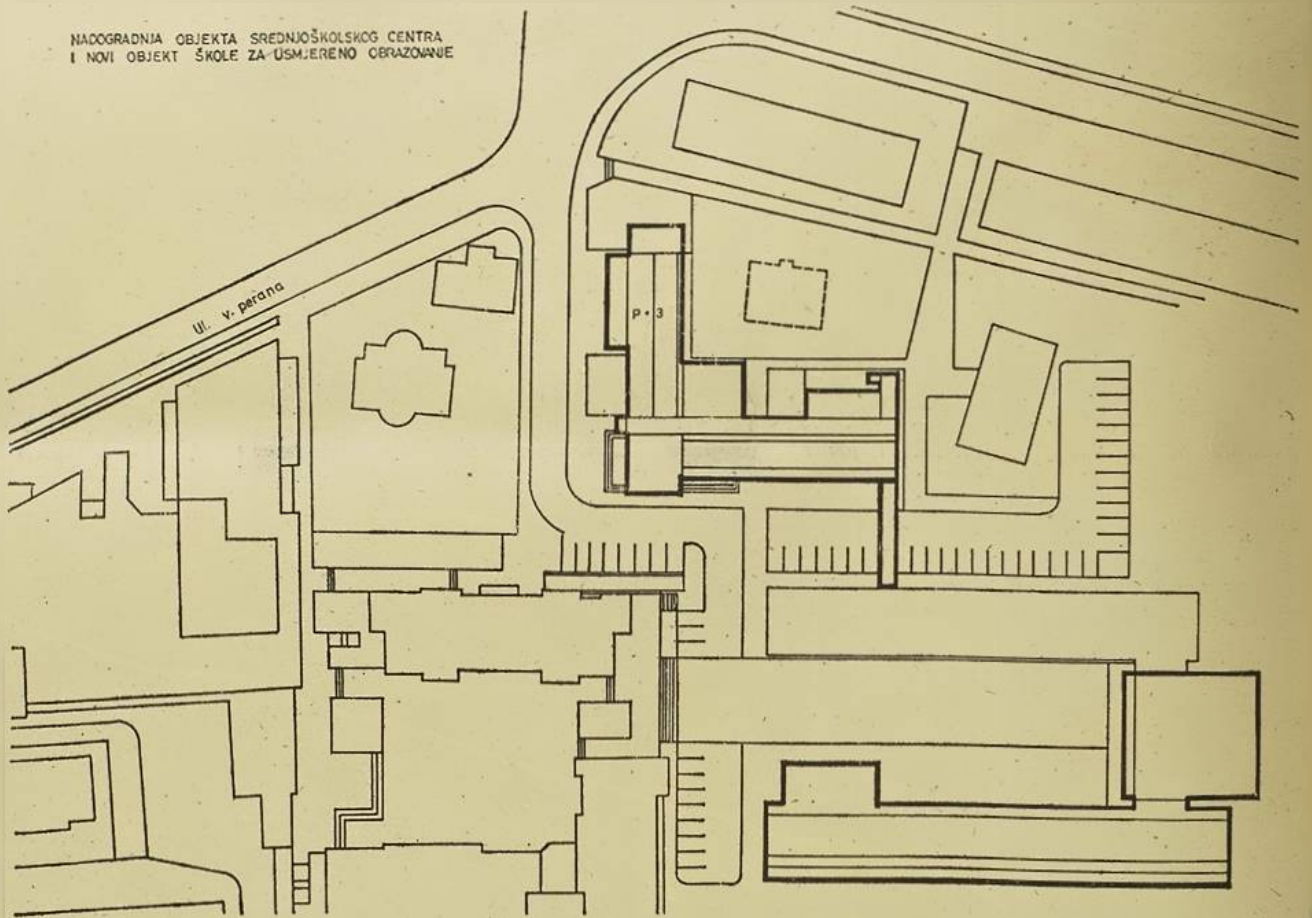 NADOGRADNJA OBJEKTA SREDNJOŠKOLSKOG CENTRA
I NOVI OBJEKT ŠKOLE ZA USMJERENO OBRAZOVANJE
Ul. v. perana
P+3